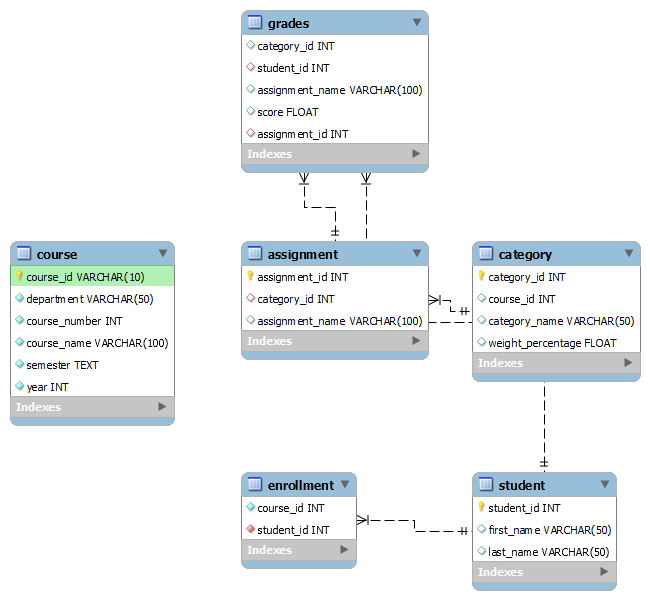 grades
category_id INT
student_id INT
assignment_name VARCHAR(100)
score FLOAT
assignment_id INT
Indexes
course
course_id VARCHAR(10)
department VARCHAR(50)
course_number INT
course_name VARCHAR(100)
semester TEXT
year INT
Indexes
assignment
assignment_id INT
category_id INT
assignment_name VARCHAR(100)
Indexes
category
category_id INT
course_id INT
category_name VARCHAR(50)
weight_percentage FLOAT
Indexes
enrollment
course_id INT
student_id INT
Indexes
student
student_id INT
first_name VARCHAR(50)
last_name VARCHAR(50)
Indexes